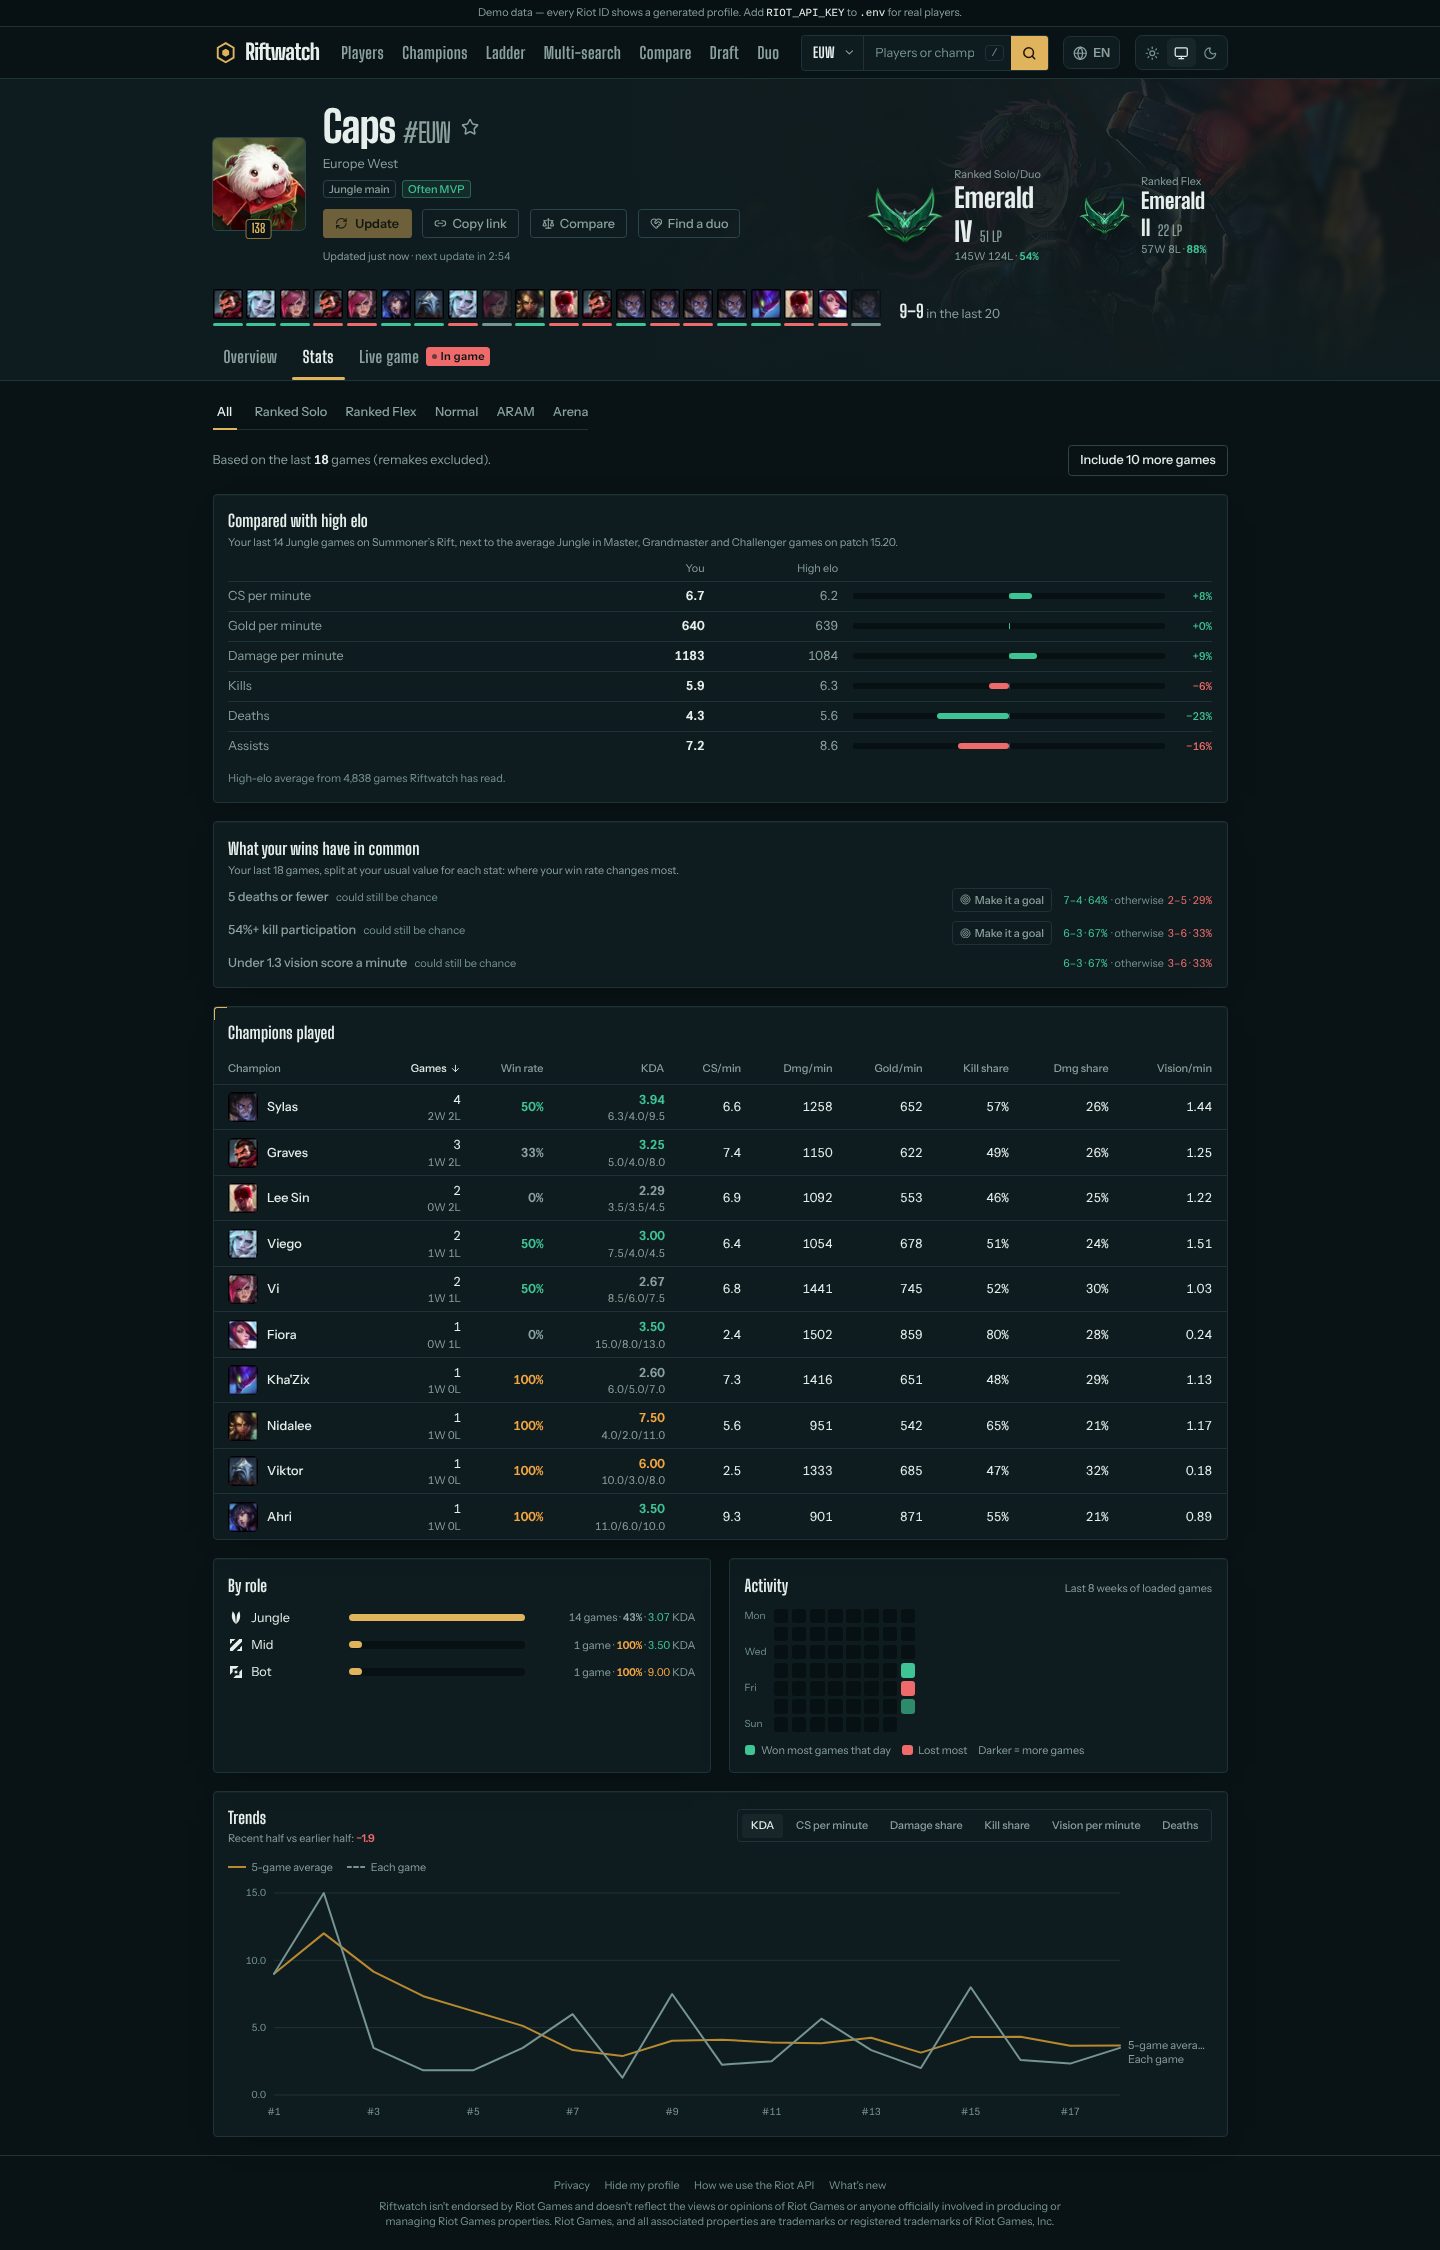 Demo data — every Riot ID shows a generated profile. Add RIOT_API_KEY to .env for real players.
Riftwatch Players Champions Ladder Multi-search Compare Draft Duo EUW Players or champ / EN
Caps #EUW
Europe West
Jungle main Often MVP
138
Update Copy link Compare Find a duo
Updated just now · next update in 2:54
Ranked Solo/Duo
Emerald
IV 51 LP
145W 124L · 54%
Ranked Flex
Emerald
II 22 LP
57W 8L · 88%
9–9 in the last 20
Overview Stats Live game In game
All Ranked Solo Ranked Flex Normal ARAM Arena
Based on the last 18 games (remakes excluded). Include 10 more games
Compared with high elo
Your last 14 Jungle games on Summoner's Rift, next to the average Jungle in Master, Grandmaster and Challenger games on patch 15.20.
You High elo
CS per minute 6.7 6.2 +8%
Gold per minute 640 639 +0%
Damage per minute 1183 1084 +9%
Kills 5.9 6.3 −6%
Deaths 4.3 5.6 −23%
Assists 7.2 8.6 −16%
High-elo average from 4,838 games Riftwatch has read.
What your wins have in common
Your last 18 games, split at your usual value for each stat: where your win rate changes most.
5 deaths or fewer could still be chance Make it a goal 7–4 · 64% · otherwise 2–5 · 29%
54%+ kill participation could still be chance Make it a goal 6–3 · 67% · otherwise 3–6 · 33%
Under 1.3 vision score a minute could still be chance 6–3 · 67% · otherwise 3–6 · 33%
Champions played
Champion Games ↓ Win rate KDA CS/min Dmg/min Gold/min Kill share Dmg share Vision/min
Sylas 4 2W 2L 50% 3.94 6.3/4.0/9.5 6.6 1258 652 57% 26% 1.44
Graves 3 1W 2L 33% 3.25 5.0/4.0/8.0 7.4 1150 622 49% 26% 1.25
Lee Sin 2 0W 2L 0% 2.29 3.5/3.5/4.5 6.9 1092 553 46% 25% 1.22
Viego 2 1W 1L 50% 3.00 7.5/4.0/4.5 6.4 1054 678 51% 24% 1.51
Vi 2 1W 1L 50% 2.67 8.5/6.0/7.5 6.8 1441 745 52% 30% 1.03
Fiora 1 0W 1L 0% 3.50 15.0/8.0/13.0 2.4 1502 859 80% 28% 0.24
Kha'Zix 1 1W 0L 100% 2.60 6.0/5.0/7.0 7.3 1416 651 48% 29% 1.13
Nidalee 1 1W 0L 100% 7.50 4.0/2.0/11.0 5.6 951 542 65% 21% 1.17
Viktor 1 1W 0L 100% 6.00 10.0/3.0/8.0 2.5 1333 685 47% 32% 0.18
Ahri 1 1W 0L 100% 3.50 11.0/6.0/10.0 9.3 901 871 55% 21% 0.89
By role
Jungle 14 games · 43% · 3.07 KDA
Mid 1 game · 100% · 3.50 KDA
Bot 1 game · 100% · 9.00 KDA
Activity Last 8 weeks of loaded games
Mon
Wed
Fri
Sun
Won most games that day Lost most Darker = more games
Trends
Recent half vs earlier half: −1.9
KDA CS per minute Damage share Kill share Vision per minute Deaths
5-game average Each game
15.0
10.0
5.0
0.0
5-game avera...
Each game
#1 #3 #5 #7 #9 #11 #13 #15 #17
Privacy Hide my profile How we use the Riot API What's new
Riftwatch isn't endorsed by Riot Games and doesn't reflect the views or opinions of Riot Games or anyone officially involved in producing or
managing Riot Games properties. Riot Games, and all associated properties are trademarks or registered trademarks of Riot Games, Inc.